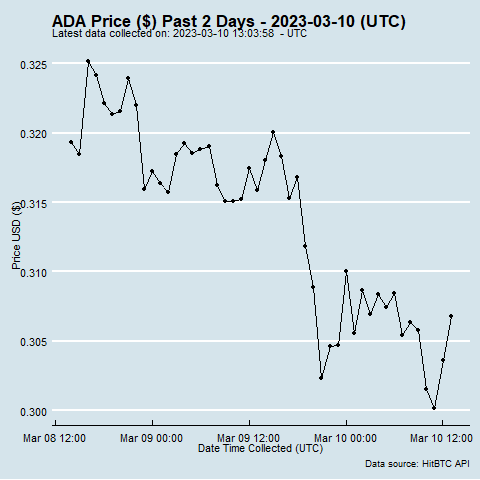 ADA Price ($) Past 2 Days - 2023-03-10 (UTC)
Latest data collected on: 2023-03-10 13:03:58  - UTC
0.325
0.320
0.315
0.310
0.305
0.300
Price USD ($)
Mar 08 12:00
Mar 09 00:00
Mar 09 12:00
Mar 10 00:00
Mar 10 12:00
Date Time Collected (UTC)
Data source: HitBTC API